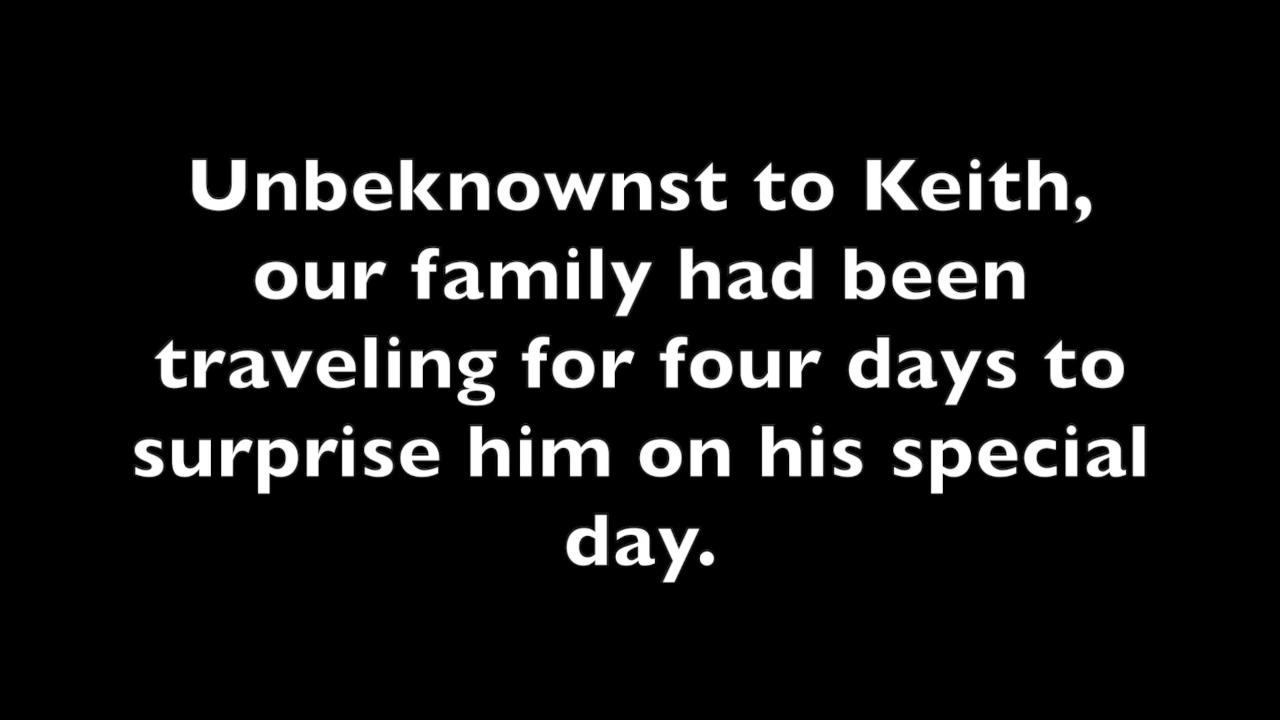 Unbeknownst to Keith,
our family had been
traveling for four days to
surprise him on his special
day.